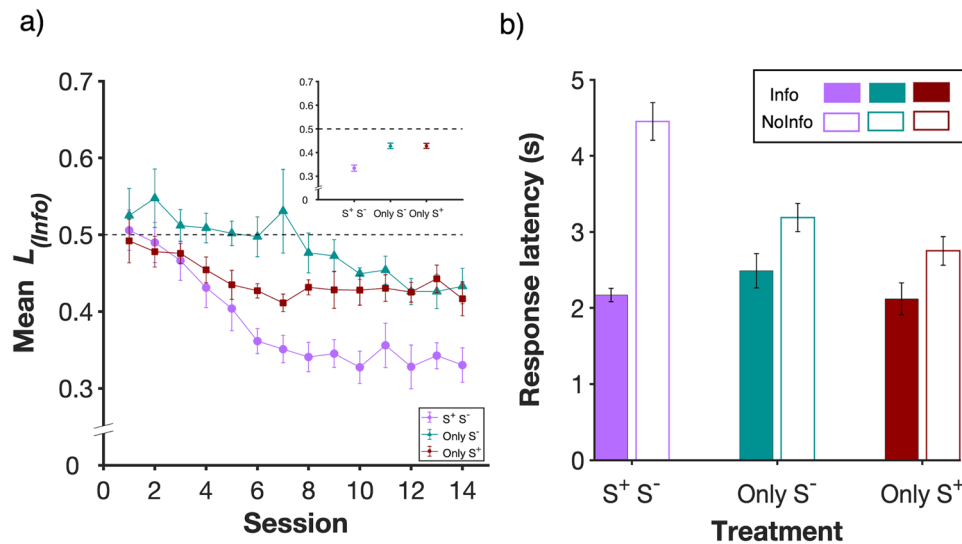 a)
Mean L(Info)
0.7
0.6
0.5
0.4
0.3
0
0 2 4 6 8 10 12 14
Session
0.7
0.6
0.5
0.4
0.3
0
S+ S- Only S- Only S+
S+ S-
Only S-
Only S+
b)
Response latency (s)
5
4
3
2
1
0
Info
NoInfo
S+ S- Only S- Only S+
Treatment